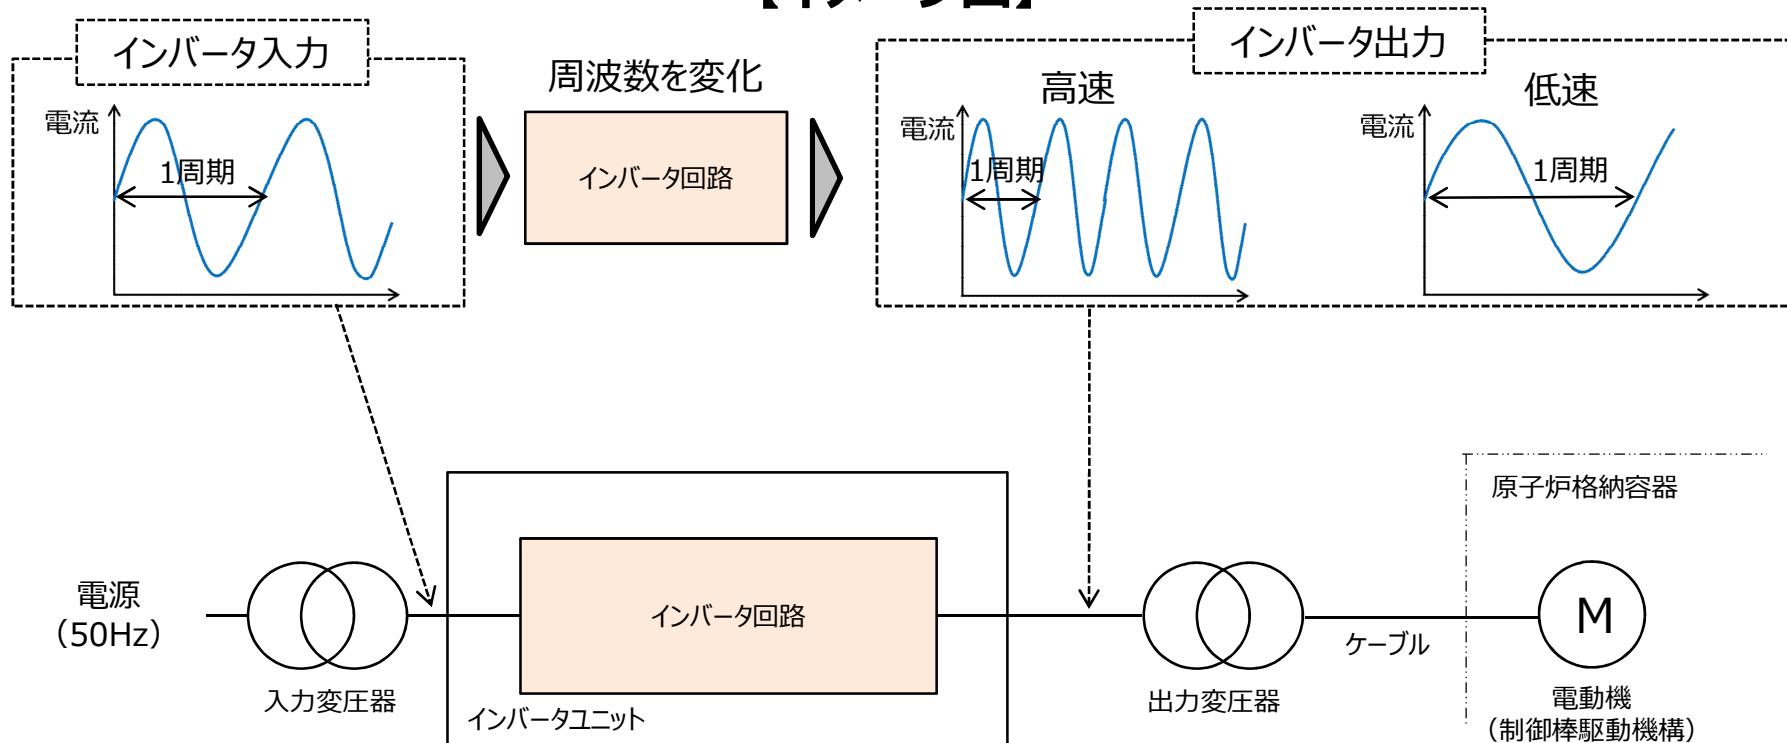 インバータ入力
電流
1周期
周波数を変化
インバータ回路
インバータ出力
高速
電流
1周期
低速
電流
1周期
電源
（50Hz）
入力変圧器
インバータ回路
インバータユニット
出力変圧器
ケーブル
原子炉格納容器
M
電動機
（制御棒駆動機構）